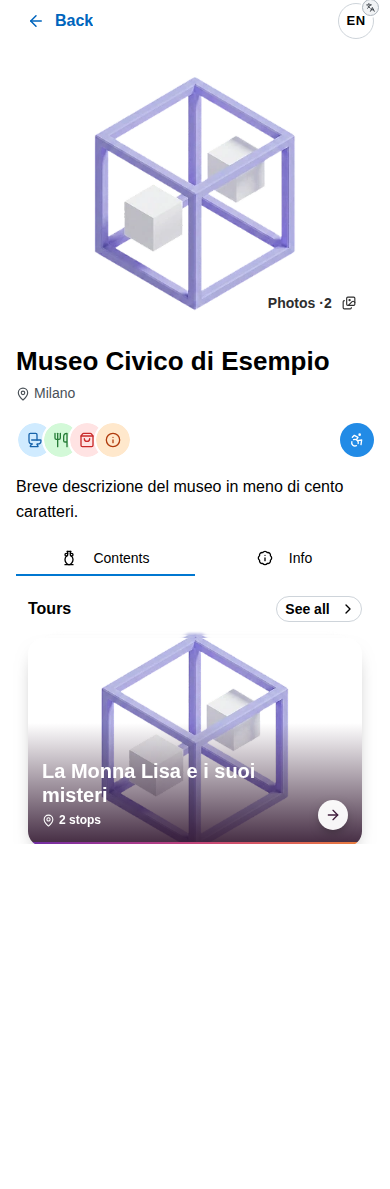 Back
EN
Photos ·2
Museo Civico di Esempio
Milano
Breve descrizione del museo in meno di cento
caratteri.
Contents
Info
Tours
See all
La Monna Lisa e i suoi
misteri
2 stops